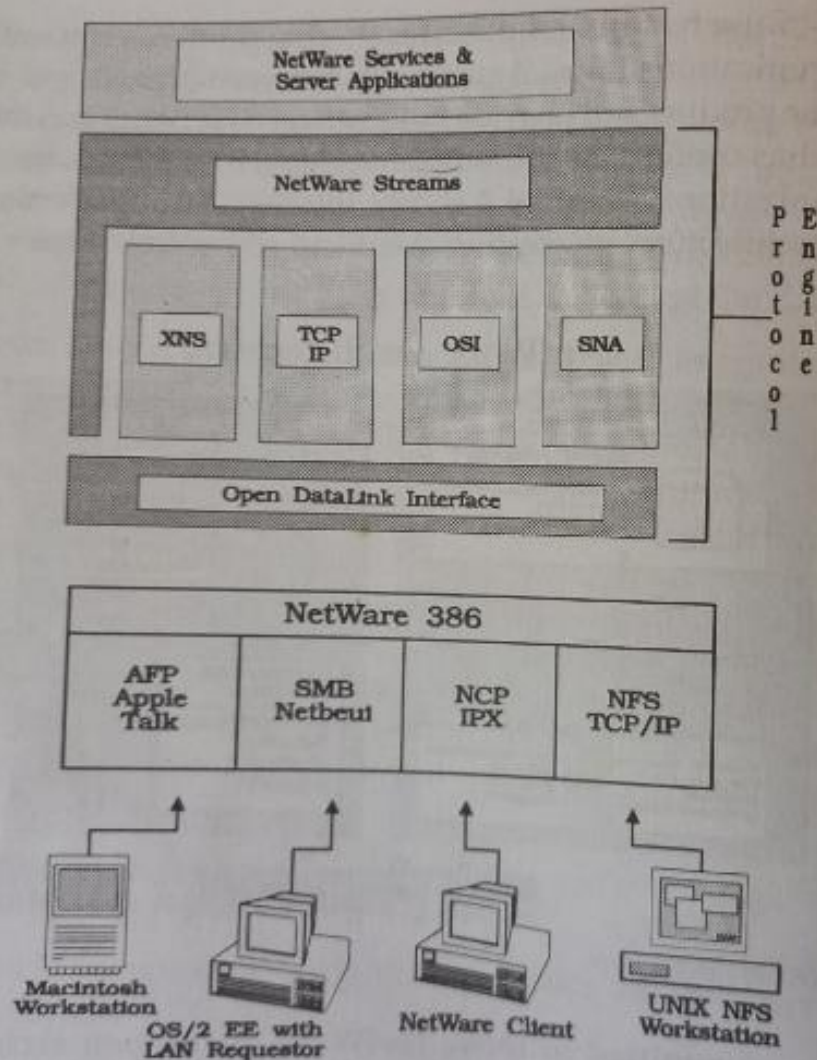 NetWare Services &
Server Applications
NetWare Streams
XNS
TCP
IP
OSI
SNA
Protocol
Engine
Open DataLink Interface
NetWare 386
AFP
Apple
Talk
SMB
Netbeui
NCP
IPX
NFS
TCP/IP
Macintosh
Workstation
OS/2 EE with
LAN Requestor
NetWare Client
UNIX NFS
Workstation